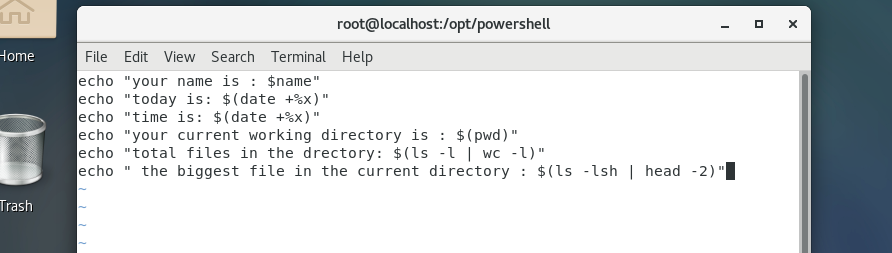 root@localhost:/opt/powershell
Home
File Edit View Search Terminal Help
echo "your name is : $name"
echo "today is: $(date +%x)"
echo "time is: $(date +%x)"
echo "your current working directory is : $(pwd)"
echo "total files in the drectory: $(ls -l | wc -l)"
echo " the biggest file in the current directory : $(ls -lsh | head -2)"
~
~
~
~
Trash